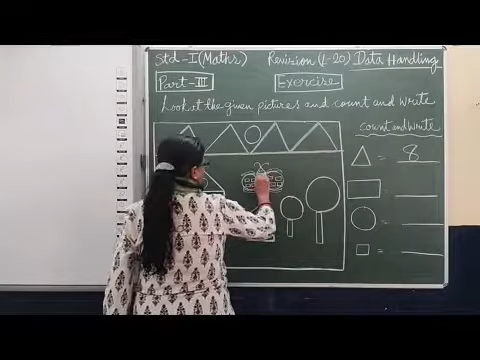 Std-I (Maths) Revision (1-20) Data Handling
Part-III Exercise
Look at the given pictures and count and write
count and write
= 8
=
=
=